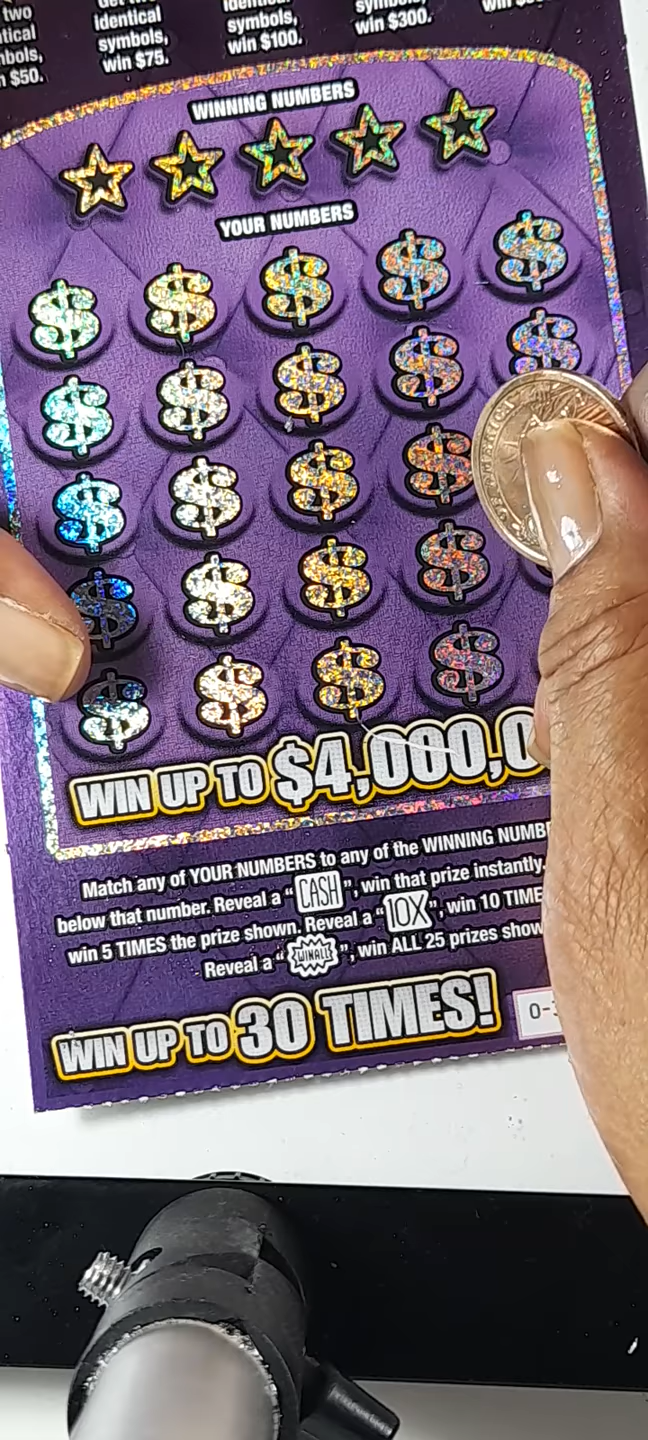 two
identical
symbols,
win $75.
symbols,
win $100.
win $300.
$50.
WINNING NUMBERS
YOUR NUMBERS
WIN UP TO $4,000,0
Match any of YOUR NUMBERS to any of the WINNING NUMB
below that number. Reveal a "CASH", win that prize instantly.
win 5 TIMES the prize shown. Reveal a "10X", win 10 TIME
Reveal a "WINALL", win ALL 25 prizes show
WIN UP TO 30 TIMES!